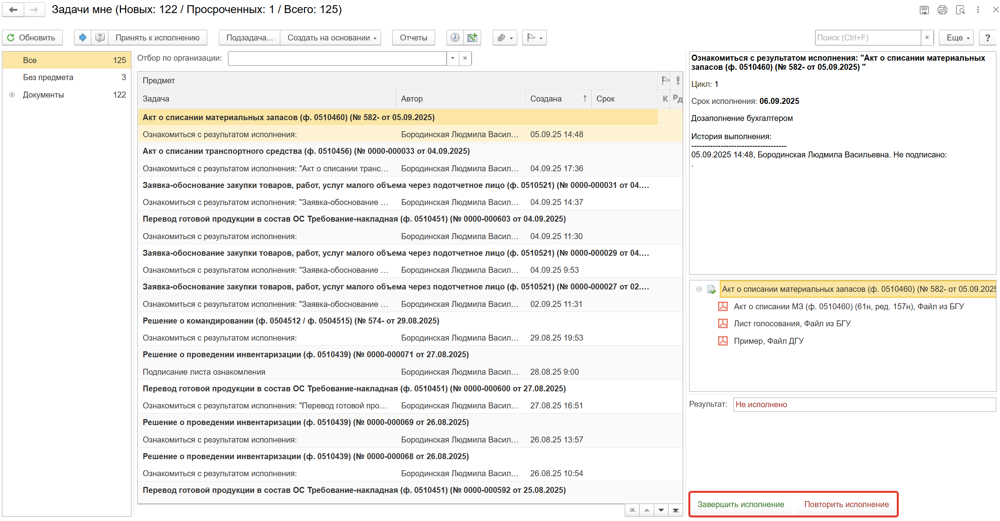 Задачи мне (Новых: 122 / Просроченных: 1 / Всего: 125)
Обновить
Принять к исполнению
Подзадача...
Создать на основании
Отчеты
Поиск (Ctrl+F)
×
Еще
?
Все 125
Без предмета 3
Документы 122
Отбор по организации:
×
Предмет
Задача Автор Создана ↑ Срок К Рд
Акт о списании материальных запасов (ф. 0510460) (№ 582- от 05.09.2025)
Ознакомиться с результатом исполнения: Бородинская Людмила Васил... 05.09.25 14:48
Акт о списании транспортного средства (ф. 0510456) (№ 0000-000033 от 04.09.2025)
Ознакомиться с результатом исполнения: "Акт о списании транс... Бородинская Людмила Васил... 04.09.25 17:36
Заявка-обоснование закупки товаров, работ, услуг малого объема через подотчетное лицо (ф. 0510521) (№ 0000-000031 от 04....
Ознакомиться с результатом исполнения: "Заявка-обоснование ... Бородинская Людмила Васил... 04.09.25 14:37
Перевод готовой продукции в состав ОС Требование-накладная (ф. 0510451) (№ 0000-000603 от 04.09.2025)
Ознакомиться с результатом исполнения: Бородинская Людмила Васил... 04.09.25 11:30
Заявка-обоснование закупки товаров, работ, услуг малого объема через подотчетное лицо (ф. 0510521) (№ 0000-000029 от 04....
Ознакомиться с результатом исполнения: "Заявка-обоснование ... Бородинская Людмила Васил... 04.09.25 9:53
Заявка-обоснование закупки товаров, работ, услуг малого объема через подотчетное лицо (ф. 0510521) (№ 0000-000027 от 02....
Ознакомиться с результатом исполнения: "Заявка-обоснование ... Бородинская Людмила Васил... 02.09.25 11:31
Решение о командировании (ф. 0504512 / ф. 0504515) (№ 574- от 29.08.2025)
Ознакомиться с результатом исполнения: Бородинская Людмила Васил... 29.08.25 19:53
Решение о проведении инвентаризации (ф. 0510439) (№ 0000-000071 от 27.08.2025)
Подписание листа ознакомления Бородинская Людмила Васил... 28.08.25 9:00
Перевод готовой продукции в состав ОС Требование-накладная (ф. 0510451) (№ 0000-000600 от 27.08.2025)
Ознакомиться с результатом исполнения: "Перевод готовой про... Бородинская Людмила Васил... 27.08.25 16:51
Решение о проведении инвентаризации (ф. 0510439) (№ 0000-000069 от 26.08.2025)
Ознакомиться с результатом исполнения: Бородинская Людмила Васил... 26.08.25 13:57
Решение о проведении инвентаризации (ф. 0510439) (№ 0000-000068 от 26.08.2025)
Ознакомиться с результатом исполнения: Бородинская Людмила Васил... 26.08.25 10:54
Перевод готовой продукции в состав ОС Требование-накладная (ф. 0510451) (№ 0000-000592 от 25.08.2025)
Ознакомиться с результатом исполнения: "Акт о списании материальных
запасов (ф. 0510460) (№ 582- от 05.09.2025) "
Цикл: 1
Срок исполнения: 06.09.2025
Дозаполнение бухгалтером
История выполнения:
------------------------------------
05.09.2025 14:48, Бородинская Людмила Васильевна. Не подписано:
.
Акт о списании материальных запасов (ф. 0510460) (№ 582- от 05.09.2025
Акт о списании МЗ (ф. 0510460) (61н, ред. 157н), Файл из БГУ
Лист голосования, Файл из БГУ
Пример, Файл ДГУ
Результат: Не исполнено
Завершить исполнение
Повторить исполнение